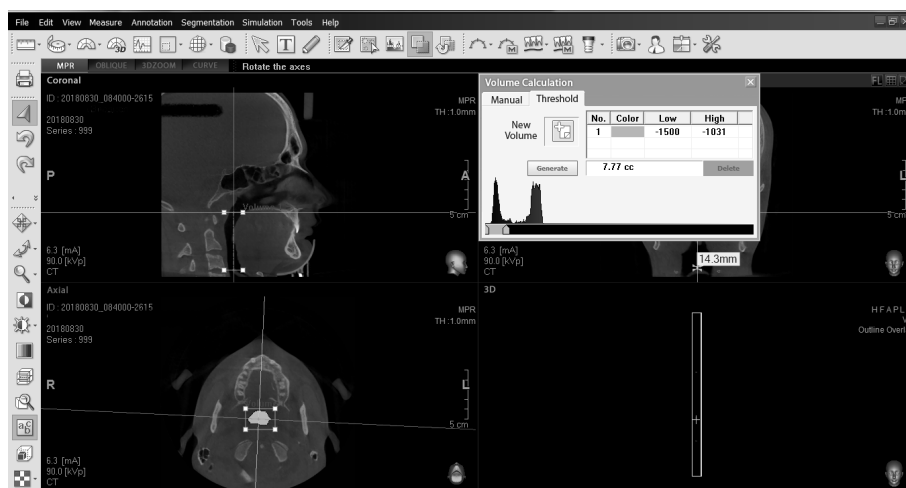 File Edit View Measure Annotation Segmentation Simulation Tools Help
T
3D
MPR OBLIQUE 3DZOOM CURVE Rotate the axes
Coronal
ID : 20180830_084000-2615
20180830
Series : 999
MPR
TH :1.0mm
P
A
5 cm
6.3 [mA]
90.0 [kVp]
CT
Volume Calculation
Manual Threshold
New Volume
No. Color Low High
1 -1500 -1031
Generate 7.77 cc Delete
FL
TH :1.0m
5 cm
6.3 [mA]
90.0 [kVp]
CT
14.3mm
Axial
ID : 20180830_084000-2615
20180830
Series : 999
MPR
TH :1.0mm
R
L
5 cm
6.3 [mA]
90.0 [kVp]
CT
3D
H F A P L
Outline Overl